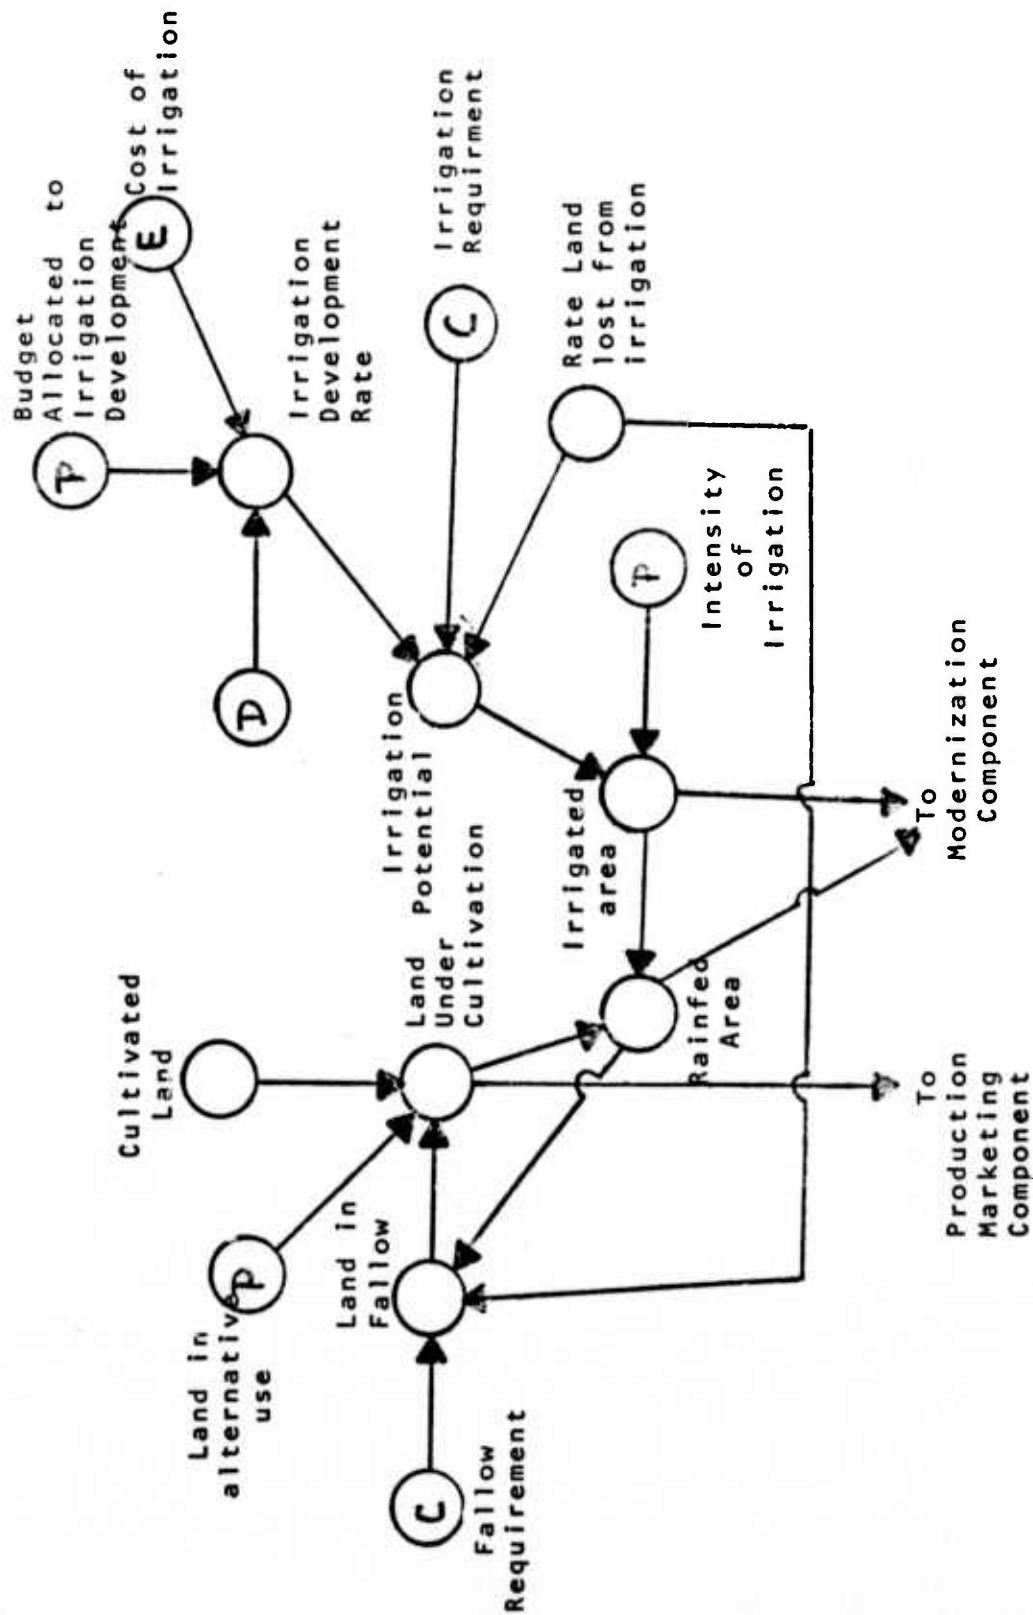 Budget
Allocated to
Irrigation
Development
P
Cost of
Irrigation
E
Cultivated
Land
Land in
alternative
use
P
D
Irrigation
Development
Rate
Land in
Fallow
Land
Under
Cultivation
Irrigation
Potential
C
Fallow
Requirement
C
Irrigation
Requirment
Irrigated
area
Rate Land
lost from
irrigation
P
Intensity
of
Irrigation
Rainfed
Area
To
Production
Marketing
Component
To
Modernization
Component